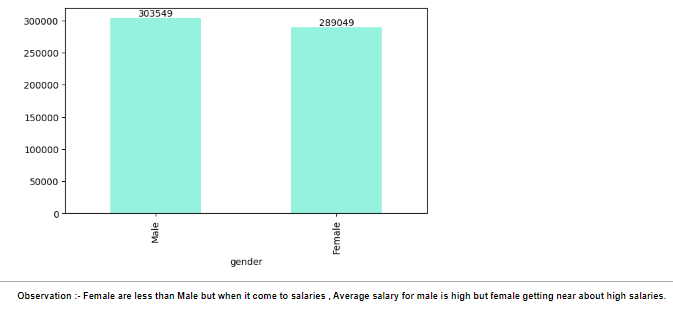 303549
300000
289049
250000
200000
150000
100000
50000
0
Male
Female
gender
Observation :- Female are less than Male but when it come to salaries , Average salary for male is high but female getting near about high salaries.